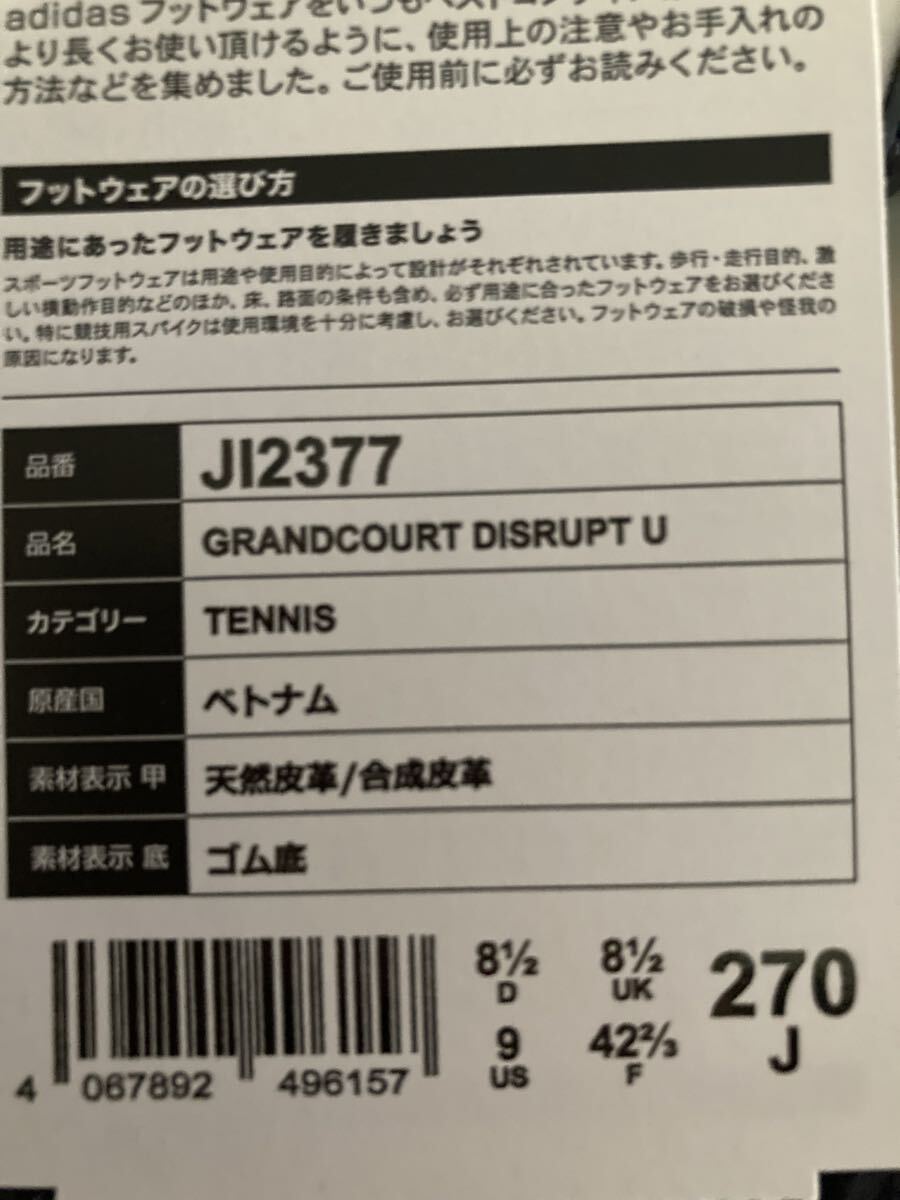 adidas フットウェアをいつもベストコンディション
より長くお使い頂けるように、使用上の注意やお手入れの
方法などを集めました。ご使用前に必ずお読みください。
フットウェアの選び方
用途にあったフットウェアを履きましょう
スポーツフットウェアは用途や使用目的によって設計がそれぞれされています。歩行・走行目的、激
しい横動作目的などのほか、床、路面の条件も含め、必ず用途に合ったフットウェアをお選びくださ
い。特に競技用スパイクは使用環境を十分に考慮し、お選びください。フットウェアの破損や怪我の
原因になります。
品番 JI2377
品名 GRANDCOURT DISRUPT U
カテゴリー TENNIS
原産国 ベトナム
素材表示 甲 天然皮革/合成皮革
素材表示 底 ゴム底
8½ D 8½ UK 270 J
9 US 42⅔ F
4 067892 496157